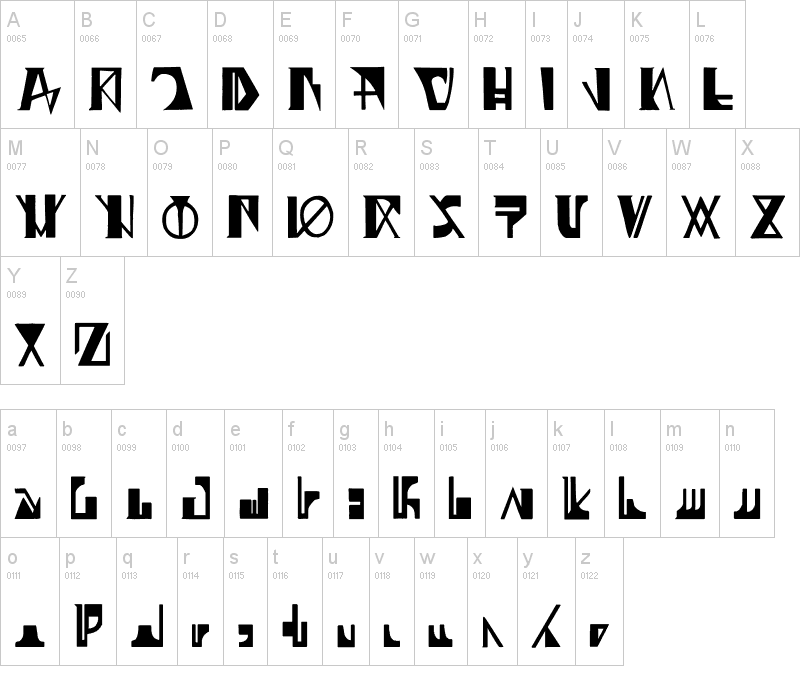 A B C D E F G H I J K L
0065 0066 0067 0068 0069 0070 0071 0072 0073 0074 0075 0076
A B C D E F G H I J K L
M N O P Q R S T U V W X
0077 0078 0079 0080 0081 0082 0083 0084 0085 0086 0087 0088
M N O P Q R S T U V W X
Y Z
0089 0090
Y Z
a b c d e f g h i j k l m n
0097 0098 0099 0100 0101 0102 0103 0104 0105 0106 0107 0108 0109 0110
a b c d e f g h i j k l m n
o p q r s t u v w x y z
0111 0112 0113 0114 0115 0116 0117 0118 0119 0120 0121 0122
o p q r s t u v w x y z